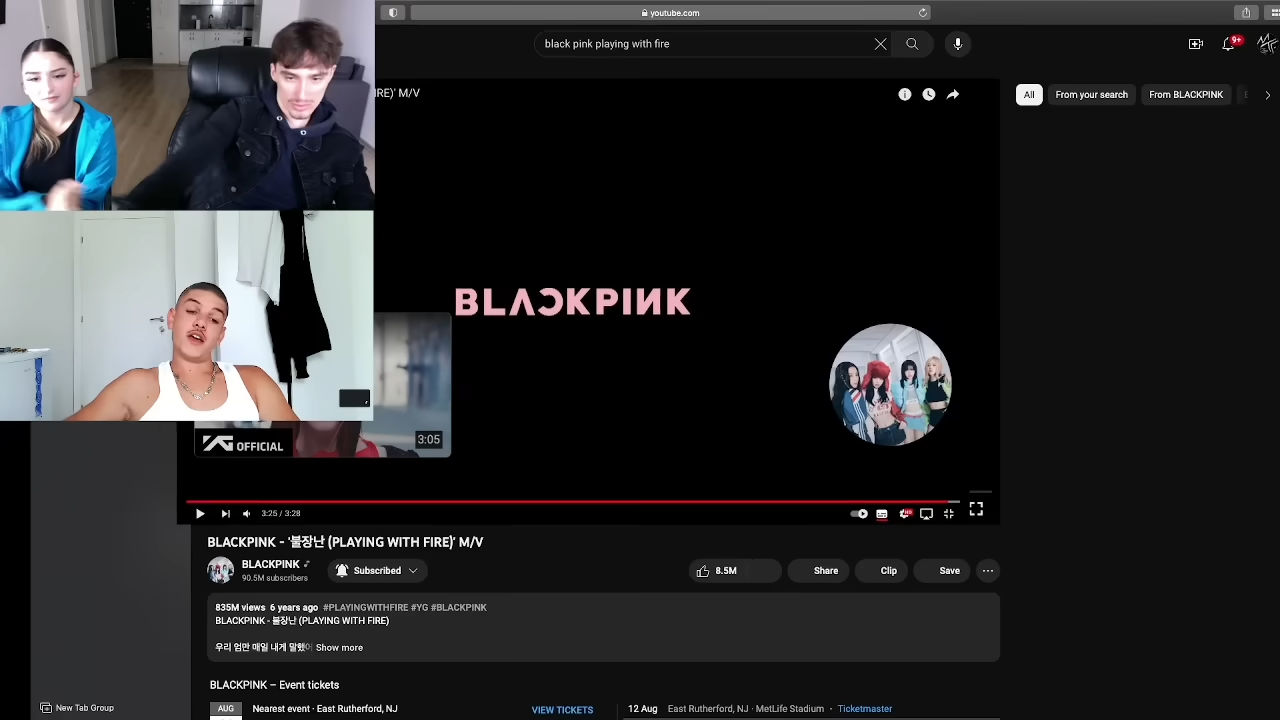 youtube.com
black pink playing with fire
9+
IRE)' M/V
All
From your search
From BLACKPINK
BLACKPINK
YG OFFICIAL
3:05
3:25 / 3:28
HD
BLACKPINK - '불장난 (PLAYING WITH FIRE)' M/V
BLACKPINK
90.5M subscribers
Subscribed
8.5M
Share
Clip
Save
835M views 6 years ago #PLAYINGWITHFIRE #YG #BLACKPINK
BLACKPINK - 불장난 (PLAYING WITH FIRE)
우리 엄만 매일 내게 말했어 Show more
BLACKPINK – Event tickets
AUG
Nearest event · East Rutherford, NJ
VIEW TICKETS
12 Aug East Rutherford, NJ · MetLife Stadium · Ticketmaster
New Tab Group